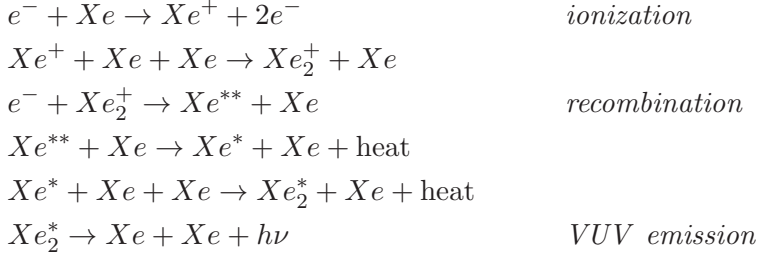 e⁻ + Xe → Xe⁺ + 2e⁻ ionization
Xe⁺ + Xe + Xe → Xe₂⁺ + Xe
e⁻ + Xe₂⁺ → Xe** + Xe recombination
Xe** + Xe → Xe* + Xe + heat
Xe* + Xe + Xe → Xe₂* + Xe + heat
Xe₂* → Xe + Xe + hν VUV emission